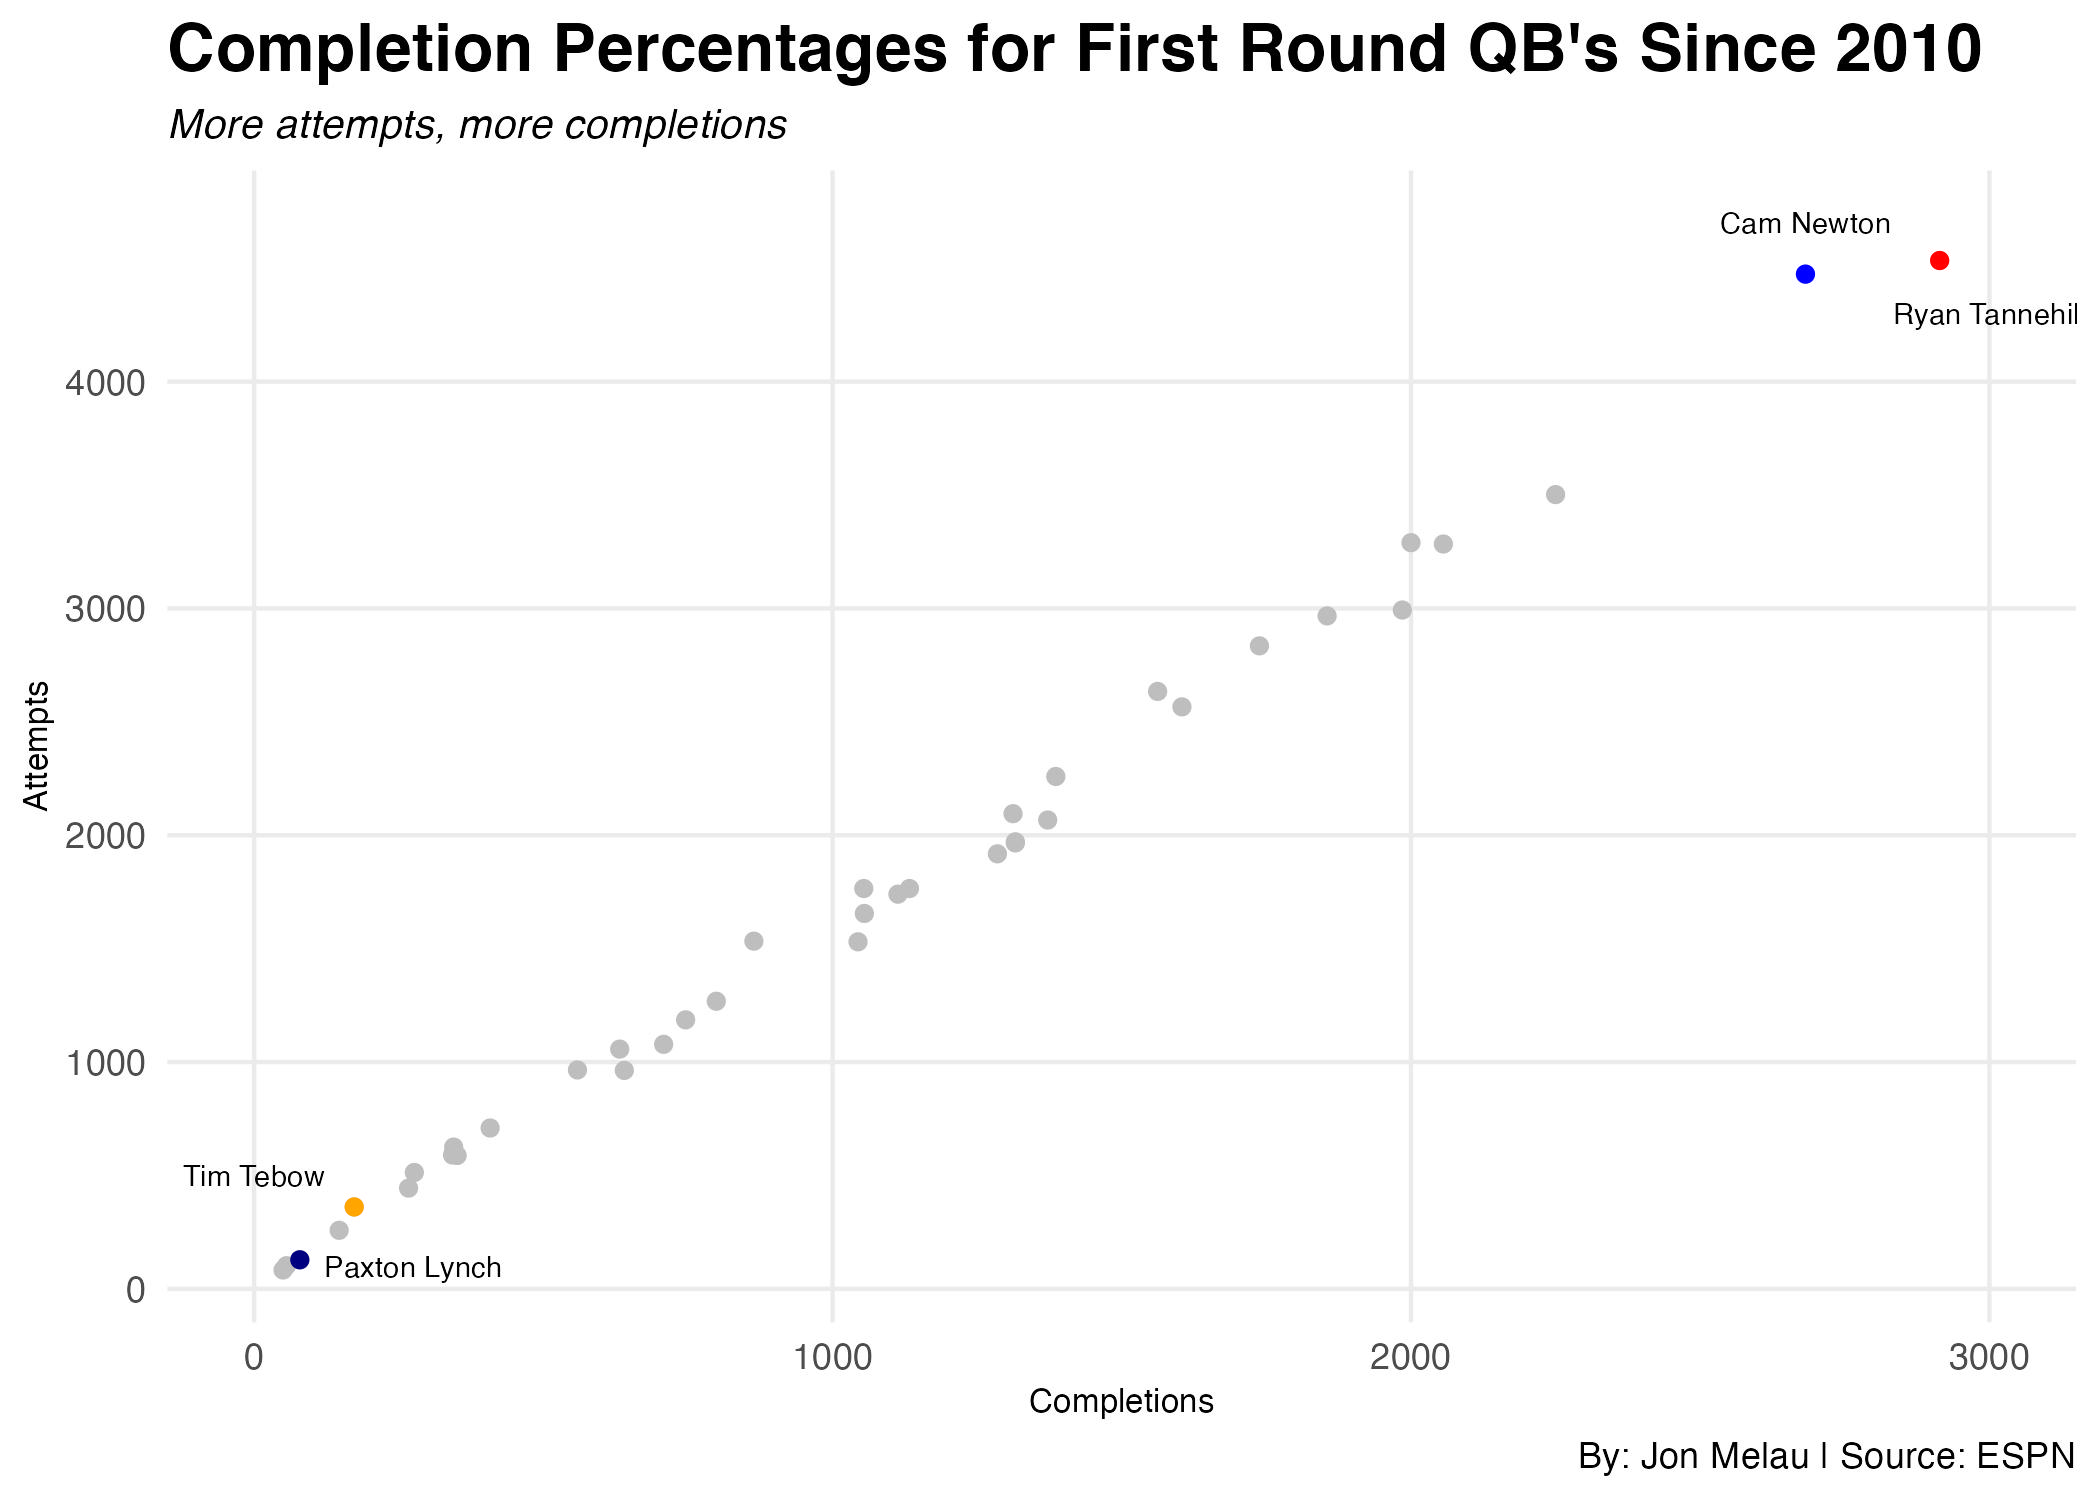 Completion Percentages for First Round QB's Since 2010
More attempts, more completions
Cam Newton
Ryan Tannehil
4000
3000
2000
1000
0
Attempts
Tim Tebow
Paxton Lynch
0 1000 2000 3000
Completions
By: Jon Melau | Source: ESPN